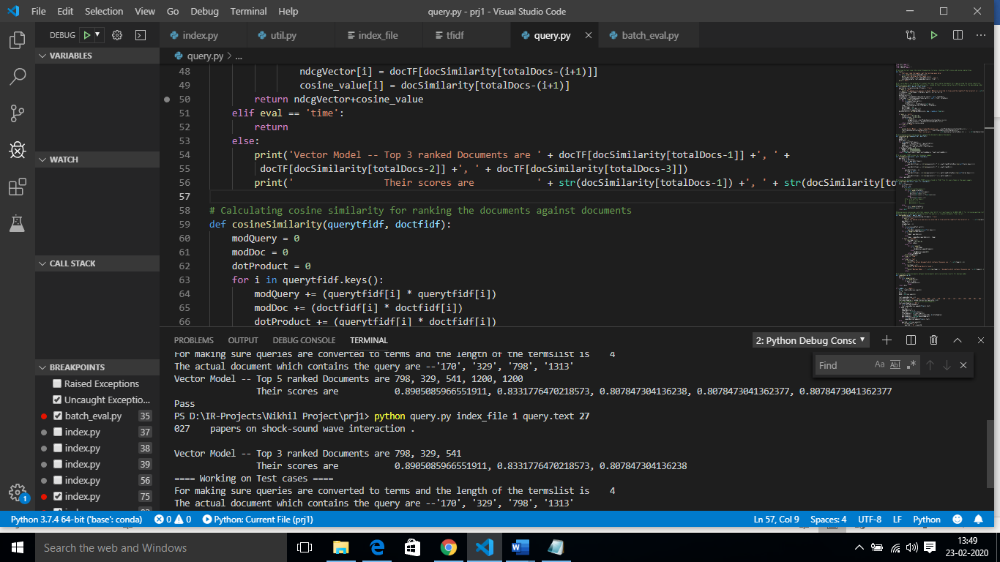 File Edit Selection View Go Debug Terminal Help query.py - prj1 - Visual Studio Code
DEBUG
index.py util.py index_file tfidf query.py batch_eval.py
VARIABLES
query.py > ...
48 ndcgVector[i] = docTF[docSimilarity[totalDocs-(i+1)]]
49 cosine_value[i] = docSimilarity[totalDocs-(i+1)]
50 return ndcgVector+cosine_value
51 elif eval == 'time':
52 return
53 else:
54 print('Vector Model -- Top 3 ranked Documents are ' + docTF[docSimilarity[totalDocs-1]] +', ' +
55 docTF[docSimilarity[totalDocs-2]] +', ' + docTF[docSimilarity[totalDocs-3]])
56 print(' Their scores are ' + str(docSimilarity[totalDocs-1]) +', ' + str(docSimilarity[to
57
58 # Calculating cosine similarity for ranking the documents against documents
59 def cosineSimilarity(querytfidf, doctfidf):
60 modQuery = 0
61 modDoc = 0
62 dotProduct = 0
63 for i in querytfidf.keys():
64 modQuery += (querytfidf[i] * querytfidf[i])
65 modDoc += (doctfidf[i] * doctfidf[i])
66 dotProduct += (querytfidf[i] * doctfidf[i])
WATCH
CALL STACK
BREAKPOINTS
Raised Exceptions
Uncaught Exceptio...
batch_eval.py 35
index.py 37
index.py 38
index.py 39
index.py 56
index.py 75
PROBLEMS OUTPUT DEBUG CONSOLE TERMINAL 2: Python Debug Consc
Find Aa Abl .*
For making sure queries are converted to terms and the length of the termslist is 4
The actual document which contains the query are --'170', '329', '798', '1313'
Vector Model -- Top 5 ranked Documents are 798, 329, 541, 1200, 1200
Their scores are 0.8905085966551911, 0.8331776470218573, 0.807847304136238, 0.8078473041362377, 0.8078473041362377
Pass
PS D:\IR-Projects\Nikhil Project\prj1> python query.py index_file 1 query.text 27
027 papers on shock-sound wave interaction .
Vector Model -- Top 3 ranked Documents are 798, 329, 541
Their scores are 0.8905085966551911, 0.8331776470218573, 0.807847304136238
==== Working on Test cases ====
For making sure queries are converted to terms and the length of the termslist is 4
The actual document which contains the query are --'170', '329', '798', '1313'
1
Python 3.7.4 64-bit ('base': conda) 0 0 Python: Current File (prj1) Ln 57, Col 9 Spaces: 4 UTF-8 LF Python
Search the web and Windows
13:49
23-02-2020